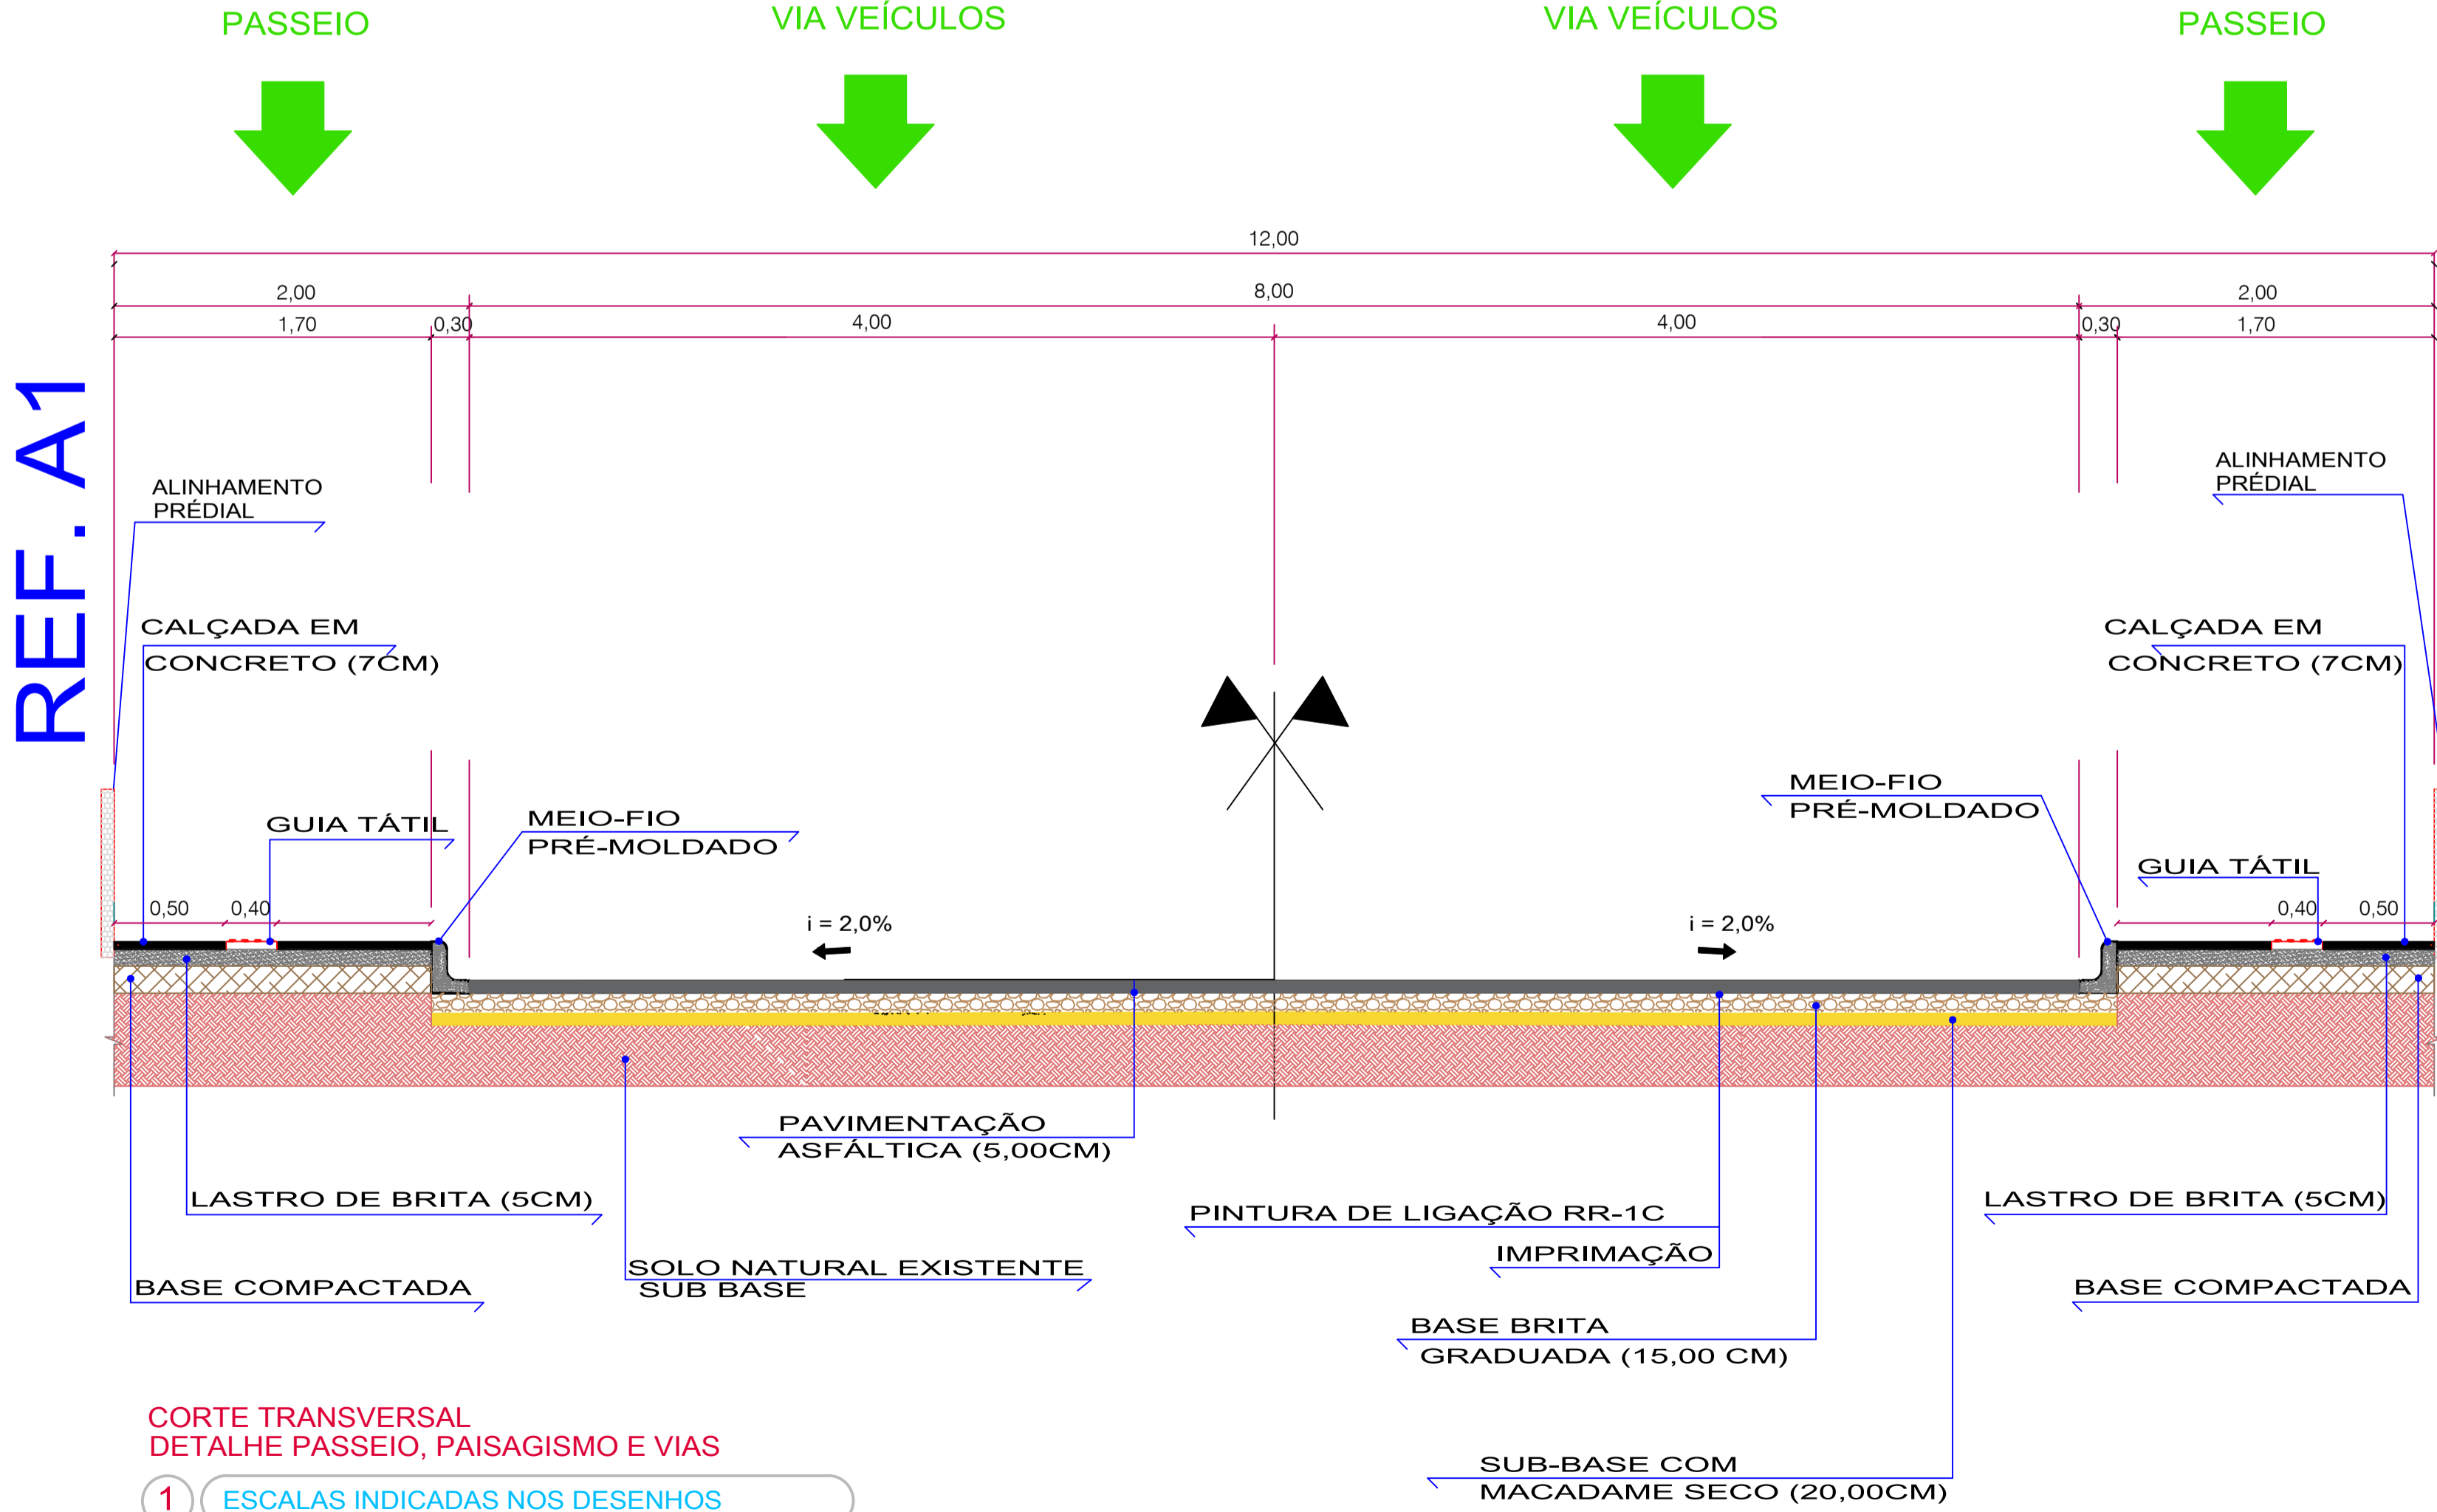 PASSEIO
VIA VEÍCULOS
VIA VEÍCULOS
PASSEIO
12,00
2,00
8,00
2,00
1,70
0,30
4,00
4,00
0,30
1,70
REF. A1
ALINHAMENTO
PRÉDIAL
ALINHAMENTO
PRÉDIAL
CALÇADA EM
CONCRETO (7CM)
CALÇADA EM
CONCRETO (7CM)
GUIA TÁTIL
MEIO-FIO
PRÉ-MOLDADO
MEIO-FIO
PRÉ-MOLDADO
GUIA TÁTIL
0,50
0,40
i = 2,0%
i = 2,0%
0,40
0,50
PAVIMENTAÇÃO
ASFÁLTICA (5,00CM)
LASTRO DE BRITA (5CM)
PINTURA DE LIGAÇÃO RR-1C
LASTRO DE BRITA (5CM)
IMPRIMAÇÃO
SOLO NATURAL EXISTENTE
SUB BASE
BASE COMPACTADA
BASE COMPACTADA
BASE BRITA
GRADUADA (15,00 CM)
CORTE TRANSVERSAL
DETALHE PASSEIO, PAISAGISMO E VIAS
SUB-BASE COM
MACADAME SECO (20,00CM)
1
ESCALAS INDICADAS NOS DESENHOS